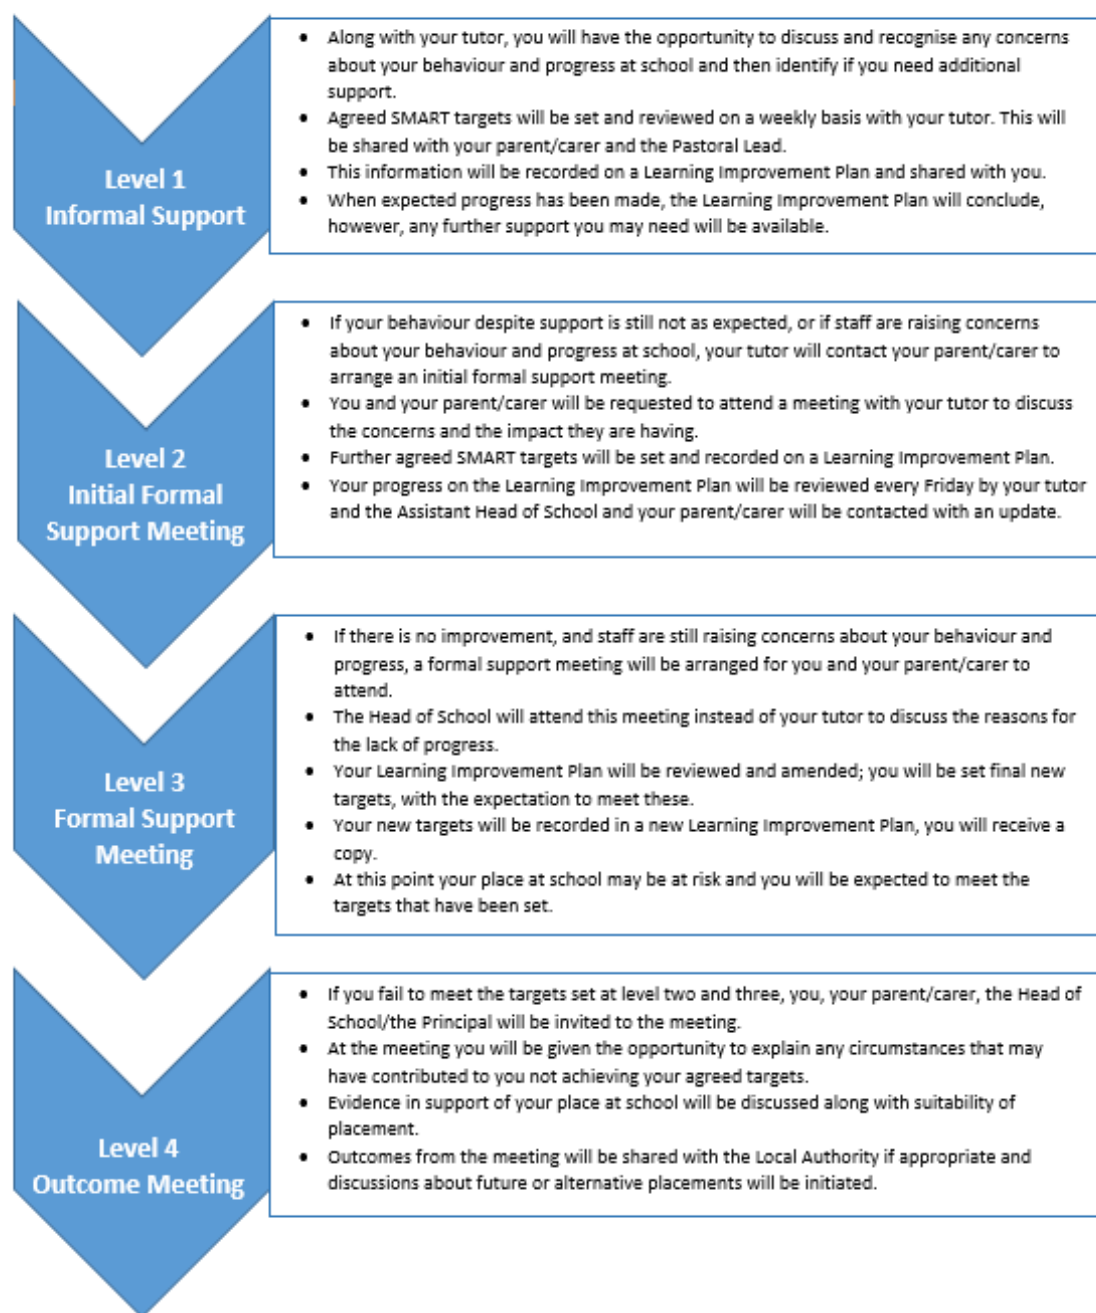 Level 1
Informal Support
• Along with your tutor, you will have the opportunity to discuss and recognise any concerns
about your behaviour and progress at school and then identify if you need additional
support.
• Agreed SMART targets will be set and reviewed on a weekly basis with your tutor. This will
be shared with your parent/carer and the Pastoral Lead.
• This information will be recorded on a Learning Improvement Plan and shared with you.
• When expected progress has been made, the Learning Improvement Plan will conclude,
however, any further support you may need will be available.
Level 2
Initial Formal
Support Meeting
• If your behaviour despite support is still not as expected, or if staff are raising concerns
about your behaviour and progress at school, your tutor will contact your parent/carer to
arrange an initial formal support meeting.
• You and your parent/carer will be requested to attend a meeting with your tutor to discuss
the concerns and the impact they are having.
• Further agreed SMART targets will be set and recorded on a Learning Improvement Plan.
• Your progress on the Learning Improvement Plan will be reviewed every Friday by your tutor
and the Assistant Head of School and your parent/carer will be contacted with an update.
Level 3
Formal Support
Meeting
• If there is no improvement, and staff are still raising concerns about your behaviour and
progress, a formal support meeting will be arranged for you and your parent/carer to
attend.
• The Head of School will attend this meeting instead of your tutor to discuss the reasons for
the lack of progress.
• Your Learning Improvement Plan will be reviewed and amended; you will be set final new
targets, with the expectation to meet these.
• Your new targets will be recorded in a new Learning Improvement Plan, you will receive a
copy.
• At this point your place at school may be at risk and you will be expected to meet the
targets that have been set.
Level 4
Outcome Meeting
• If you fail to meet the targets set at level two and three, you, your parent/carer, the Head of
School/the Principal will be invited to the meeting.
• At the meeting you will be given the opportunity to explain any circumstances that may
have contributed to you not achieving your agreed targets.
• Evidence in support of your place at school will be discussed along with suitability of
placement.
• Outcomes from the meeting will be shared with the Local Authority if appropriate and
discussions about future or alternative placements will be initiated.